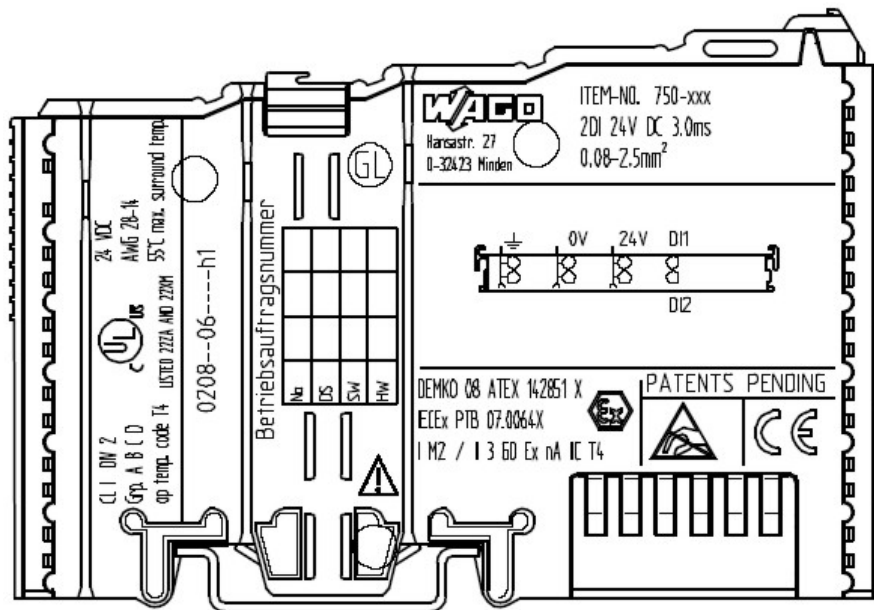 WAGO
Hansastr. 27
D-32423 Minden
ITEM-NO. 750-xxx
2DI 24V DC 3.0ms
0.08-2.5mm²
0V 24V DI1
DI2
DEMKO 08 ATEX 142851 X
IECEx PTB 07.0064X
I M2 / II 3 GD Ex nA IIC T4
Ex
PATENTS PENDING
CE
GL
Betriebsauftragsnummer
No
DS
SW
HW
0208--06----h1
24 VDC
AWG 28-14
55°C max. surround temp.
C UL US
LISTED 22ZA AND 22XM
CL I DIV 2
Grp. A B C D
op temp. code T4